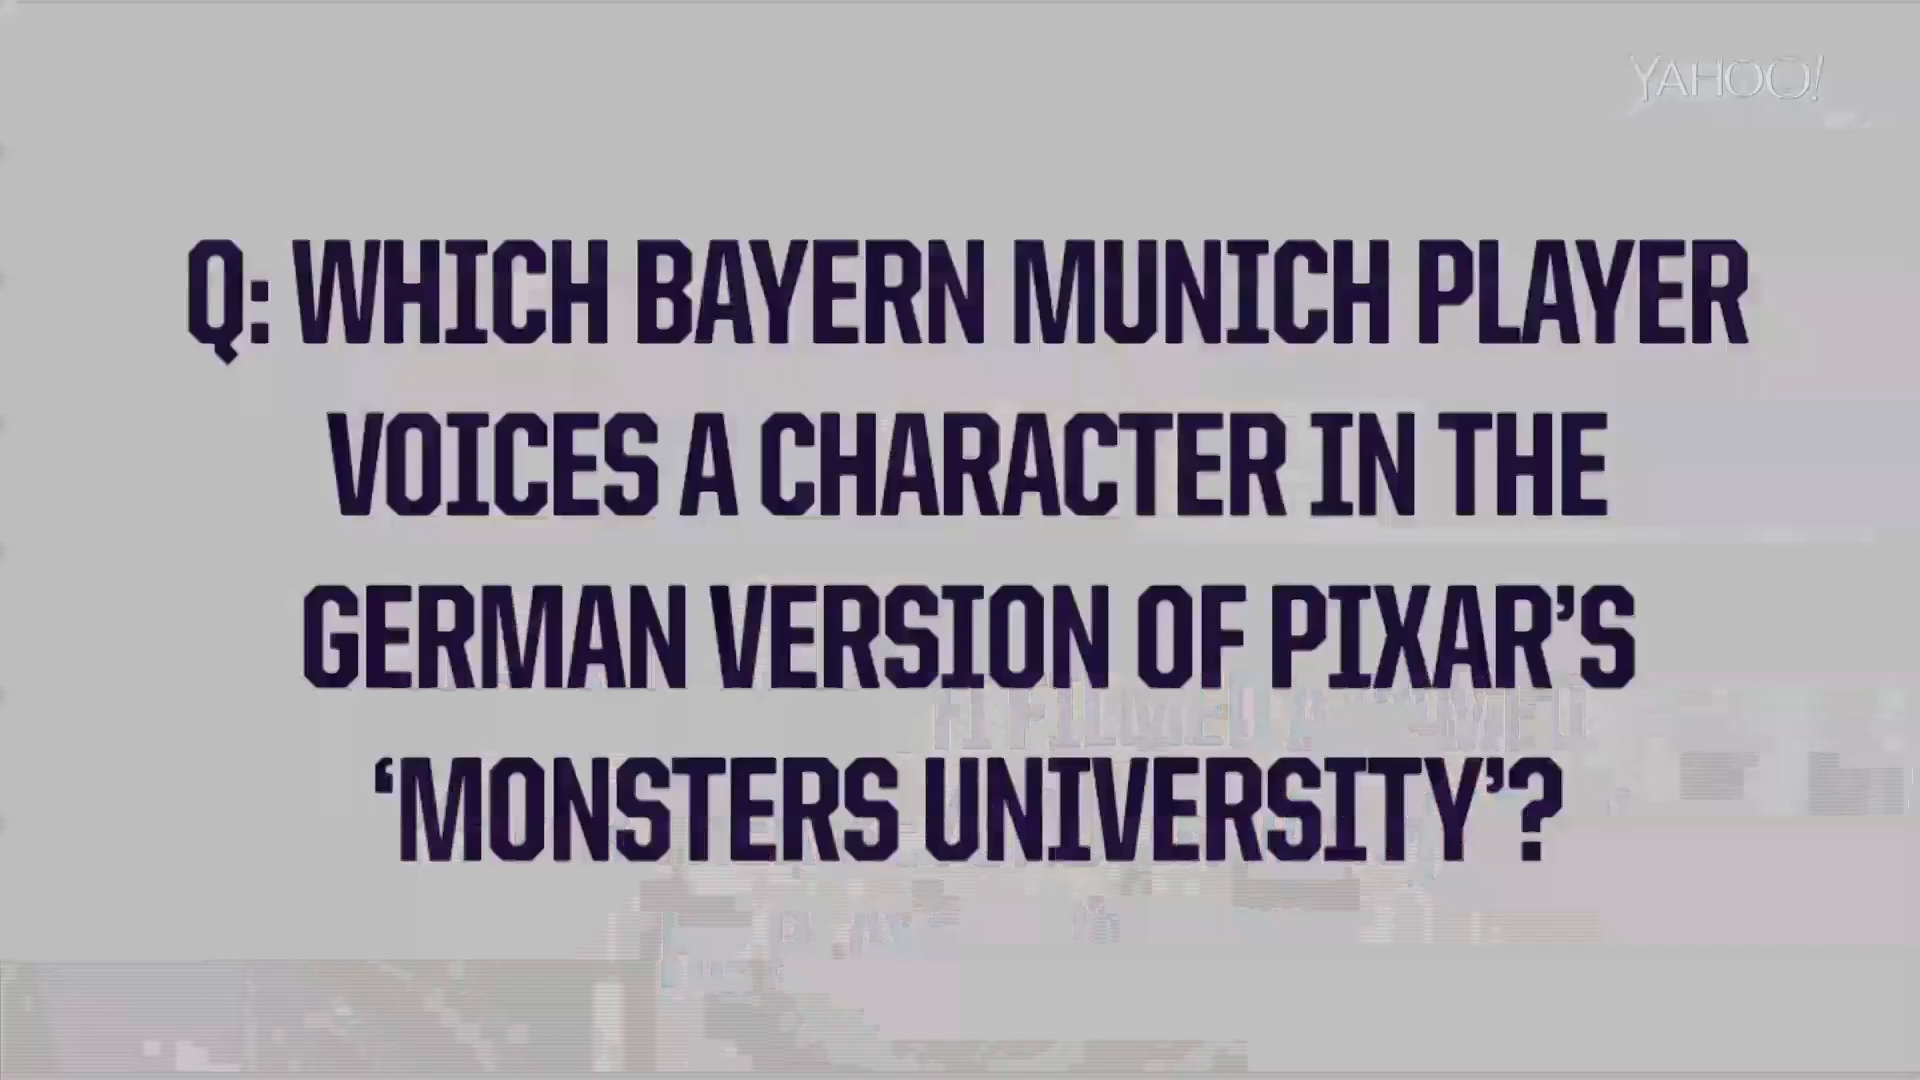 YAHOO!
Q: WHICH BAYERN MUNICH PLAYER
VOICES A CHARACTER IN THE
GERMAN VERSION OF PIXAR’S
‘MONSTERS UNIVERSITY’?